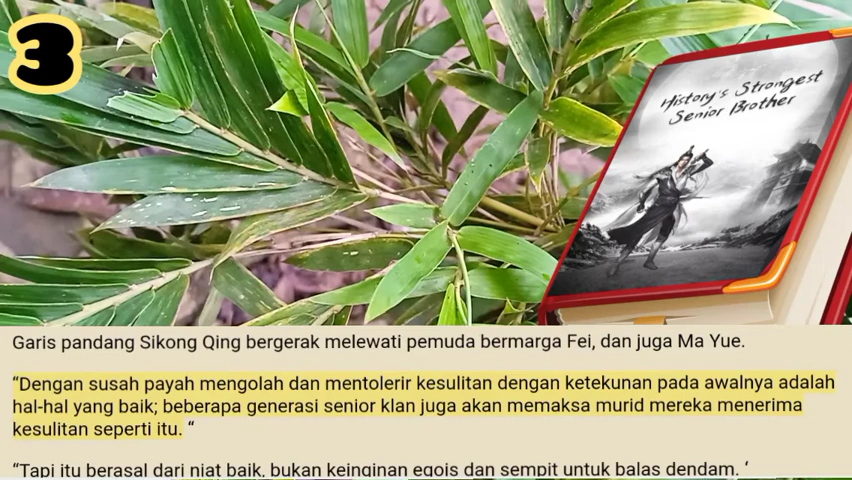 3
History's Strongest
Senior Brother
Garis pandang Sikong Qing bergerak melewati pemuda bermarga Fei, dan juga Ma Yue.
“Dengan susah payah mengolah dan mentolerir kesulitan dengan ketekunan pada awalnya adalah
hal-hal yang baik; beberapa generasi senior klan juga akan memaksa murid mereka menerima
kesulitan seperti itu. “
“Tapi itu berasal dari niat baik, bukan keinginan egois dan sempit untuk balas dendam. ‘